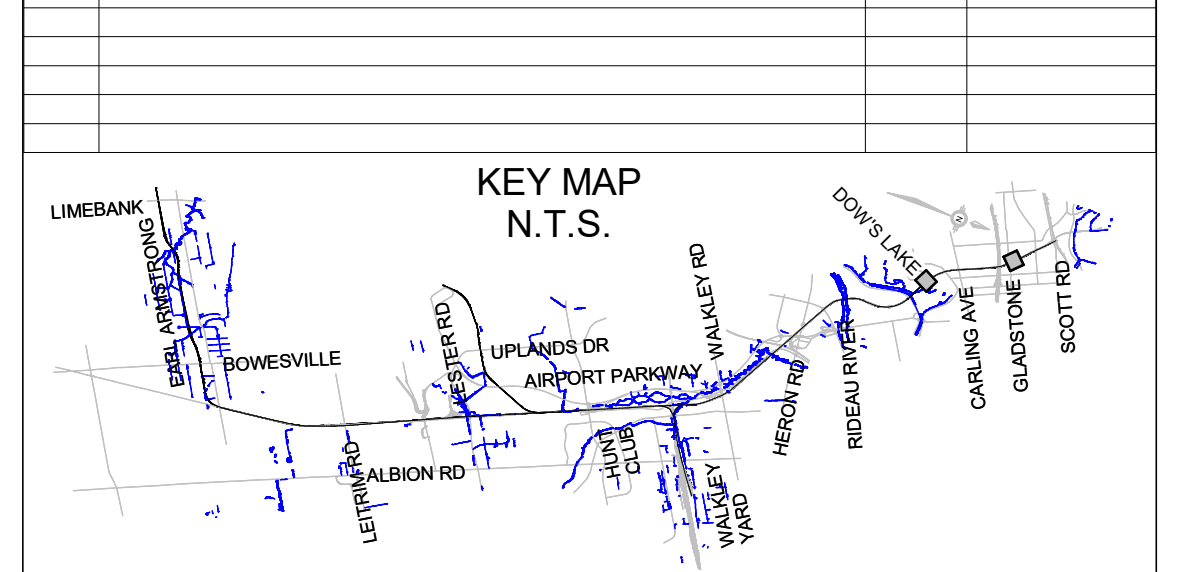 KEY MAP
N.T.S.
LIMEBANK
EARL ARMSTRONG
BOWESVILLE
LESTER RD
UPLANDS DR
AIRPORT PARKWAY
WALKLEY RD
DOW'S LAKE
N
HERON RD
RIDEAU RIVER
CARLING AVE
GLADSTONE
SCOTT RD
LEITRIM RD
ALBION RD
HUNT
CLUB
WALKLEY
YARD